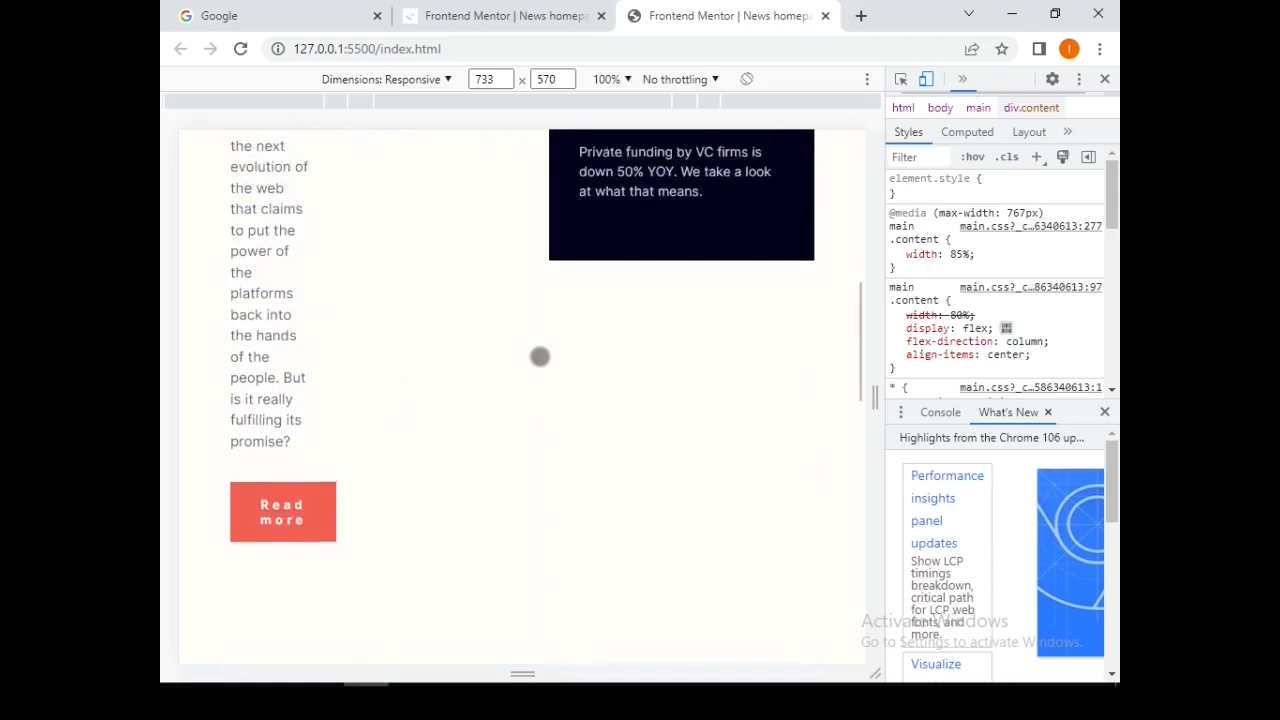 Google
Frontend Mentor | News homepa
Frontend Mentor | News homepa
127.0.0.1:5500/index.html
Dimensions: Responsive
733 × 570
100%
No throttling
html body main div.content
Styles Computed Layout
Filter :hov .cls
element.style {
}
@media (max-width: 767px)
main main.css?_c…6340613:277
.content {
width: 85%;
}
main main.css?_c…86340613:97
.content {
width: 80%;
display: flex;
flex-direction: column;
align-items: center;
}
* { main.css?_c…586340613:1
Console What's New
Highlights from the Chrome 106 up...
Performance
insights
panel
updates
Show LCP
timings
breakdown,
critical path
for LCP web
fonts, and
more.
Visualize
the next
evolution of
the web
that claims
to put the
power of
the
platforms
back into
the hands
of the
people. But
is it really
fulfilling its
promise?
Read
more
Private funding by VC firms is
down 50% YOY. We take a look
at what that means.
Activate Windows
Go to Settings to activate Windows.